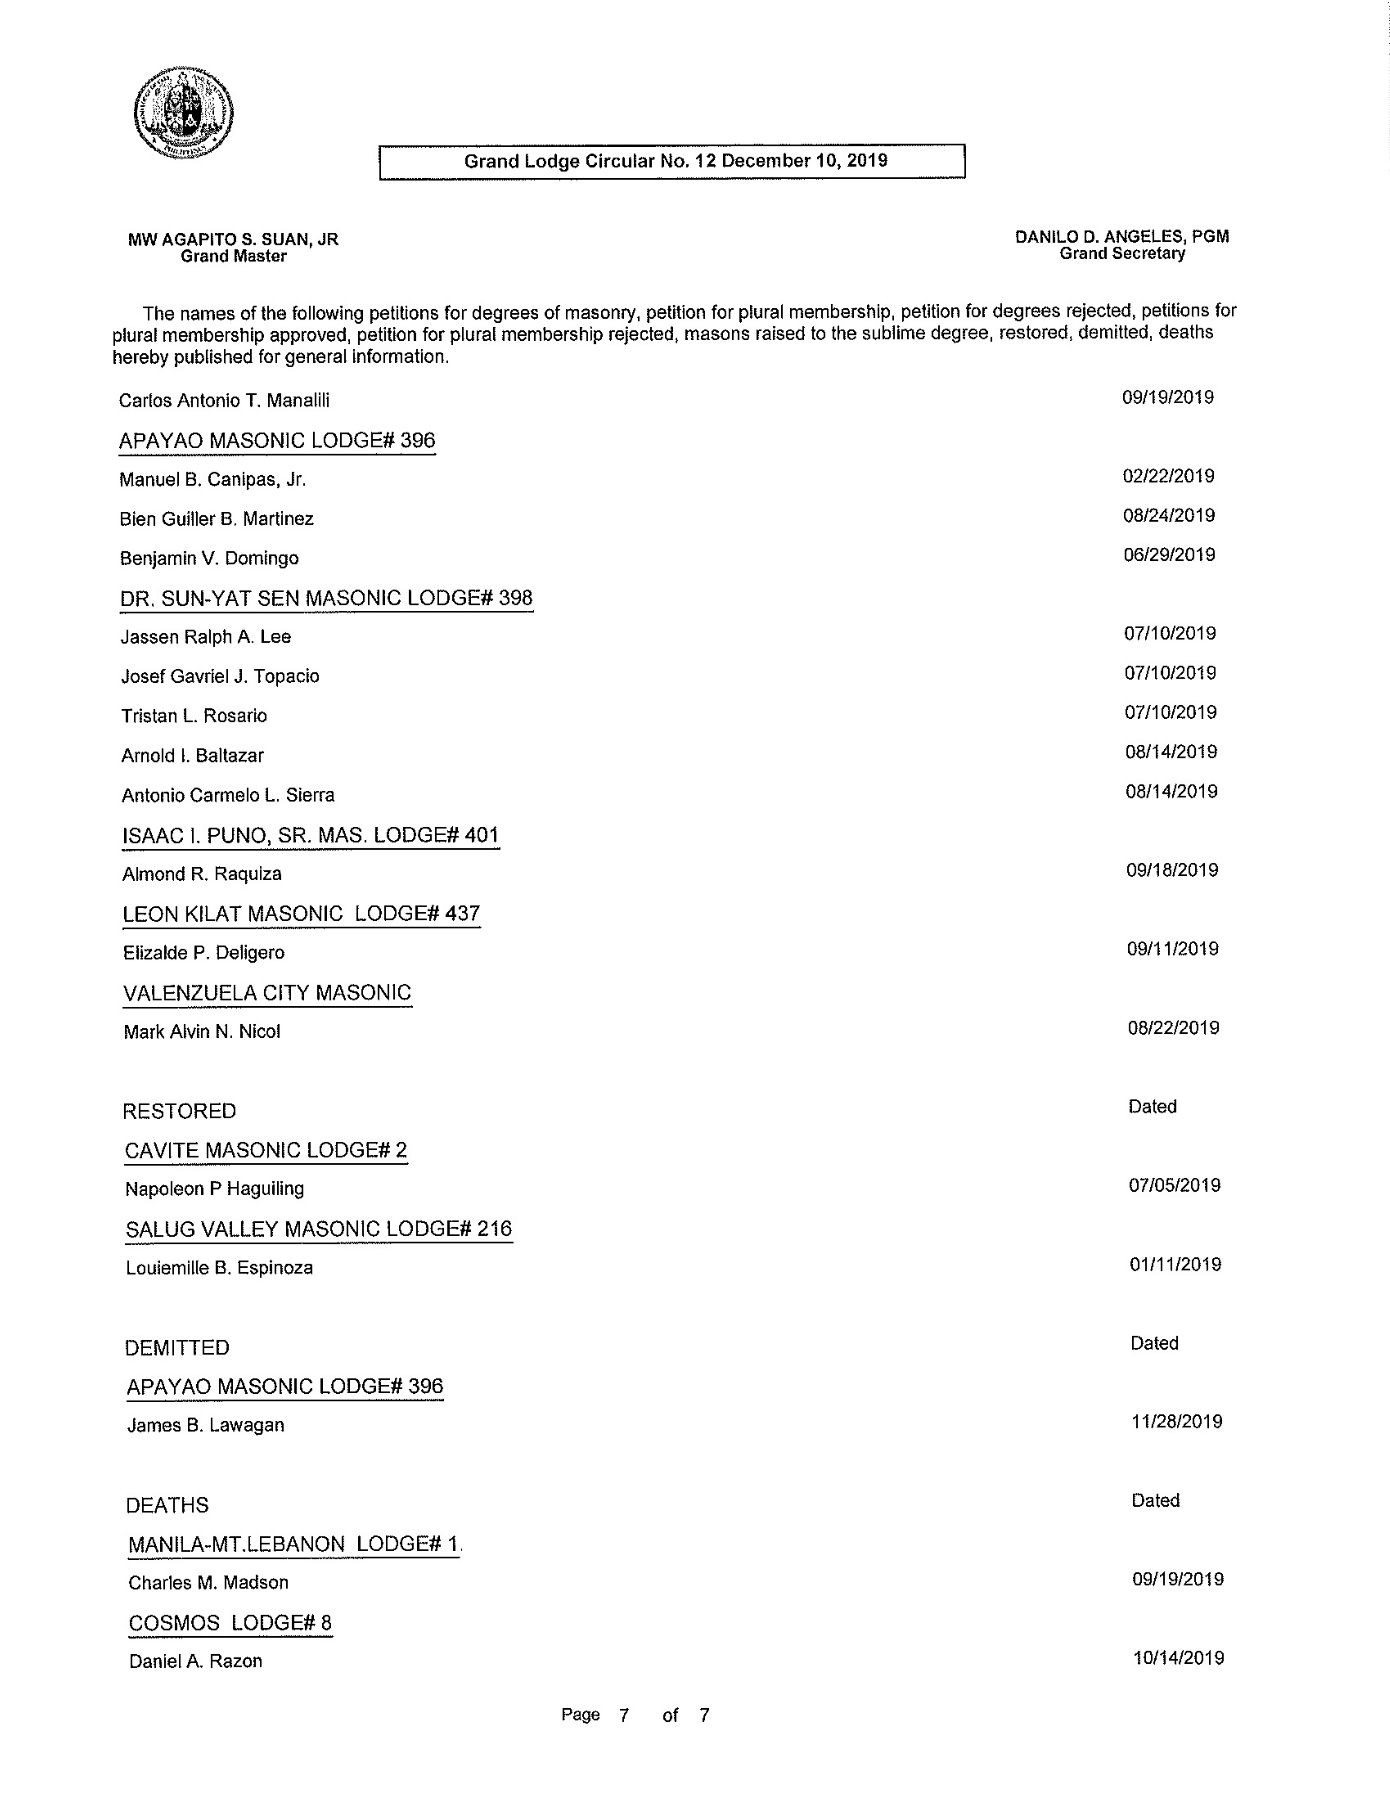 PHILIPPINES
Grand Lodge Circular No. 12 December 10, 2019
MW AGAPITO S. SUAN, JR
Grand Master
DANILO D. ANGELES, PGM
Grand Secretary
The names of the following petitions for degrees of masonry, petition for plural membership, petition for degrees rejected, petitions for
plural membership approved, petition for plural membership rejected, masons raised to the sublime degree, restored, demitted, deaths
hereby published for general information.
Carlos Antonio T. Manalili 09/19/2019
APAYAO MASONIC LODGE# 396
Manuel B. Canipas, Jr. 02/22/2019
Bien Guiller B. Martinez 08/24/2019
Benjamin V. Domingo 06/29/2019
DR. SUN-YAT SEN MASONIC LODGE# 398
Jassen Ralph A. Lee 07/10/2019
Josef Gavriel J. Topacio 07/10/2019
Tristan L. Rosario 07/10/2019
Arnold I. Baltazar 08/14/2019
Antonio Carmelo L. Sierra 08/14/2019
ISAAC I. PUNO, SR. MAS. LODGE# 401
Almond R. Raquiza 09/18/2019
LEON KILAT MASONIC LODGE# 437
Elizalde P. Deligero 09/11/2019
VALENZUELA CITY MASONIC
Mark Alvin N. Nicol 08/22/2019
RESTORED Dated
CAVITE MASONIC LODGE# 2
Napoleon P Haguiling 07/05/2019
SALUG VALLEY MASONIC LODGE# 216
Louiemille B. Espinoza 01/11/2019
DEMITTED Dated
APAYAO MASONIC LODGE# 396
James B. Lawagan 11/28/2019
DEATHS Dated
MANILA-MT.LEBANON LODGE# 1.
Charles M. Madson 09/19/2019
COSMOS LODGE# 8
Daniel A. Razon 10/14/2019
Page 7 of 7